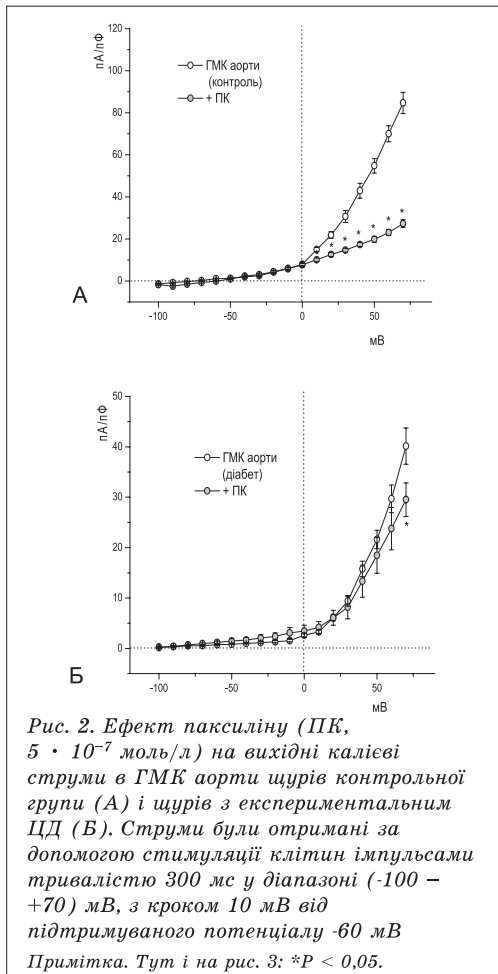 120
100
80
60
40
20
0
пА/пФ
ГМК аорти
(контроль)
+ ПК
* * * * * * *
-100 -50 0 50
мВ
А
50
40
30
20
10
0
пА/пФ
ГМК аорти
(діабет)
+ ПК
*
-100 -50 0 50
мВ
Б
Рис. 2. Ефект паксиліну (ПК,
5 · 10⁻⁷ моль/л) на вихідні калієві
струми в ГМК аорти щурів контрольної
групи (А) і щурів з експериментальним
ЦД (Б). Струми були отримані за
допомогою стимуляції клітин імпульсами
тривалістю 300 мс у діапазоні (-100 –
+70) мВ, з кроком 10 мВ від
підтримуваного потенціалу -60 мВ
Примітка. Тут і на рис. 3: *P < 0,05.